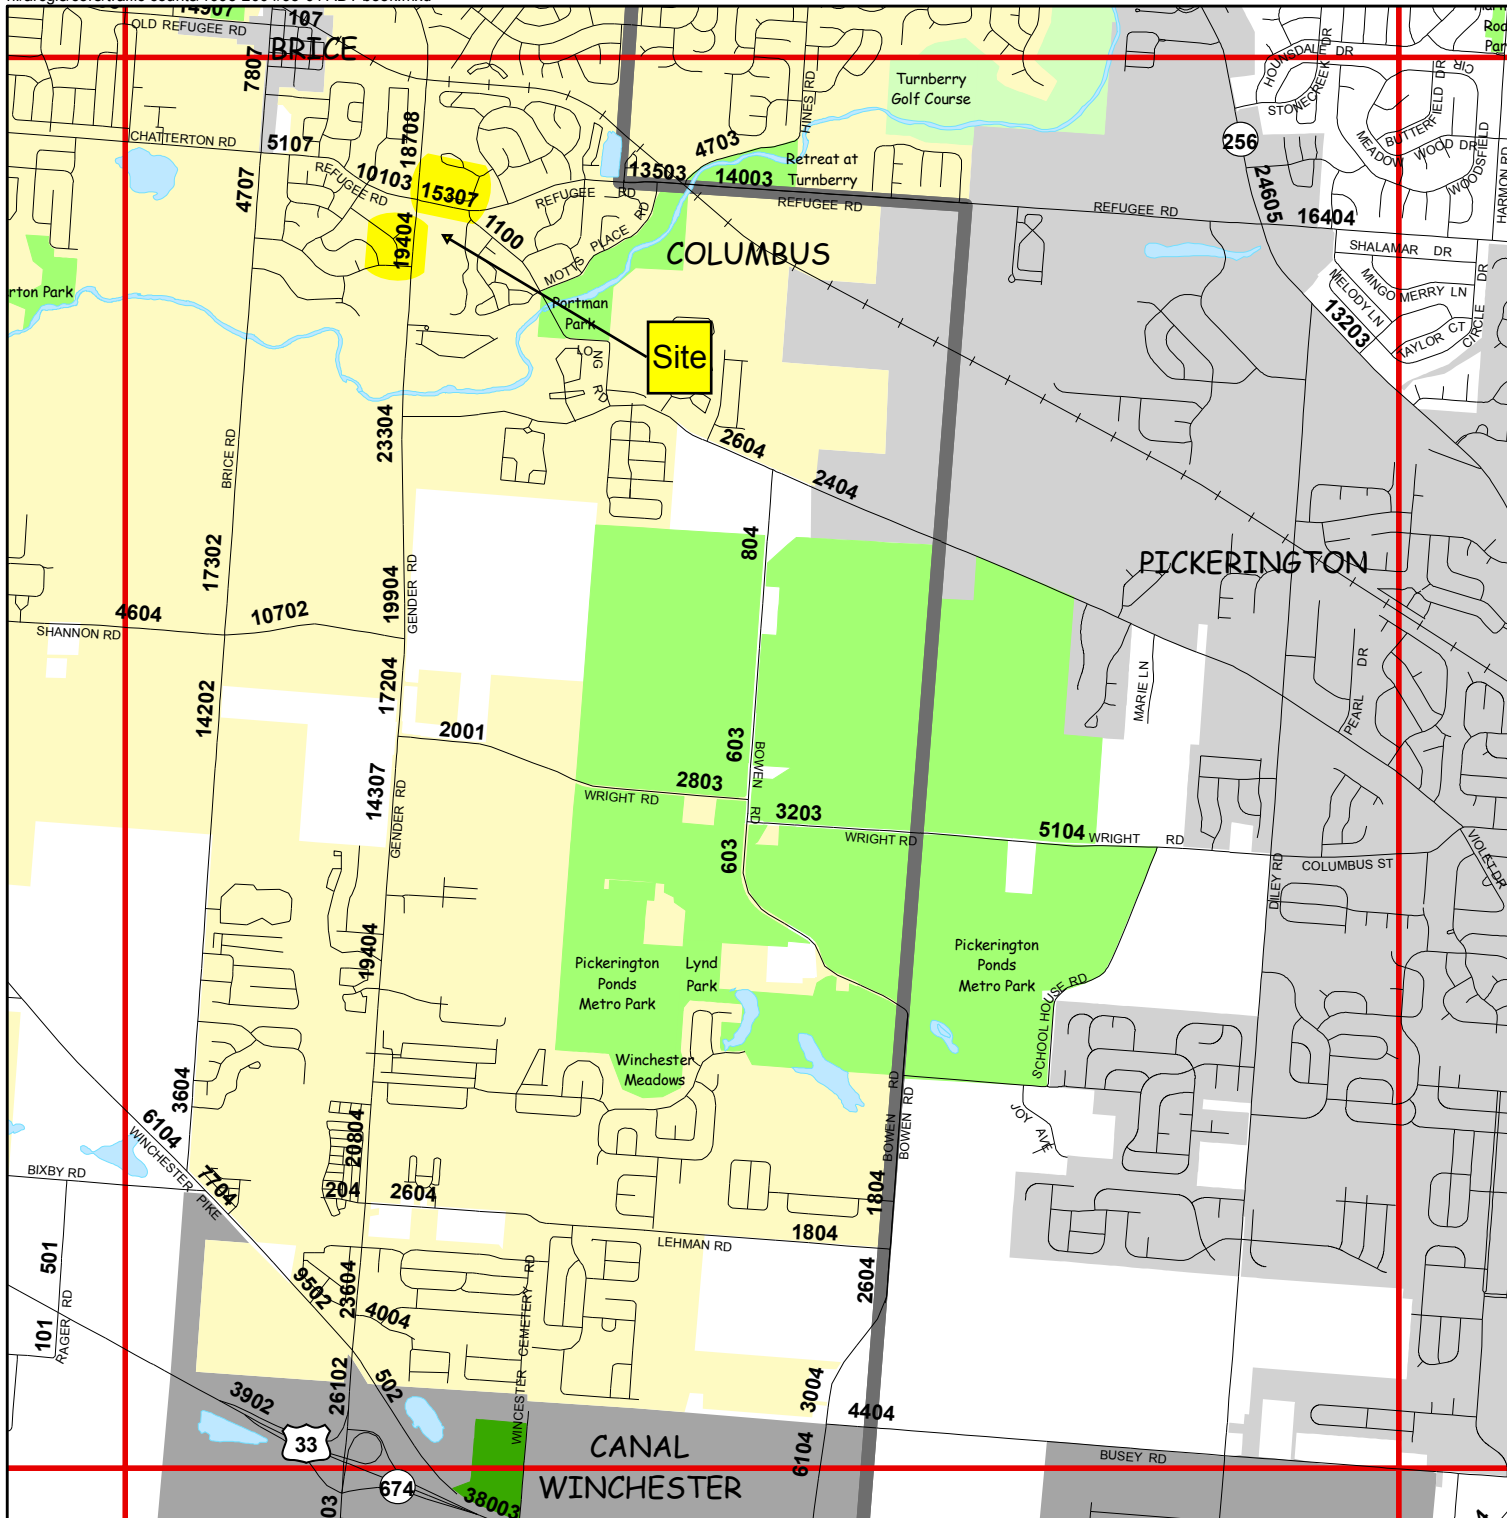 14907
107
OLD REFUGEE RD
BRICE
7807
CHATTERTON RD
5107
18708
10103
REFUGEE RD
15307
4707
19404
1100
REFUGEE RD
MOTTS PLACE RD
HINES RD
4703
13503
14003
Retreat at
Turnberry
REFUGEE RD
Turnberry
Golf Course
COLUMBUS
256
24605
16404
REFUGEE RD
HOUNSDALE DR
STONECREEK DR
MEADOW
BUTTERFIELD DR
WOOD DR
WOODSFIELD
CIR
HARMON RD
SHALAMAR DR
MELODY LN
MINGO
MERRY LN
TAYLOR CT
CIRCLE DR
13203
rton Park
Portman
Park
Site
LONG RD
2604
2404
23304
BRICE RD
17302
804
PICKERINGTON
19904
GENDER RD
4604
10702
SHANNON RD
17204
14202
2001
603
BOWEN RD
MARIE LN
PEARL DR
14307
GENDER RD
2803
WRIGHT RD
3203
WRIGHT RD
5104
WRIGHT RD
603
COLUMBUS ST
DILEY RD
VIOLET DR
19404
Pickerington
Ponds
Metro Park
Lynd
Park
Pickerington
Ponds
Metro Park
SCHOOL HOUSE RD
Winchester
Meadows
3604
6104
WINCHESTER PIKE
20804
BOWEN RD
BOWEN RD
JOY AVE
BIXBY RD
7704
204
2604
1804
1804
LEHMAN RD
501
RAGER RD
101
9502
23604
4004
WINCESTER CEMETERY RD
2604
3902
26102
502
3004
4404
33
CANAL
WINCHESTER
6104
BUSEY RD
674
38003
03